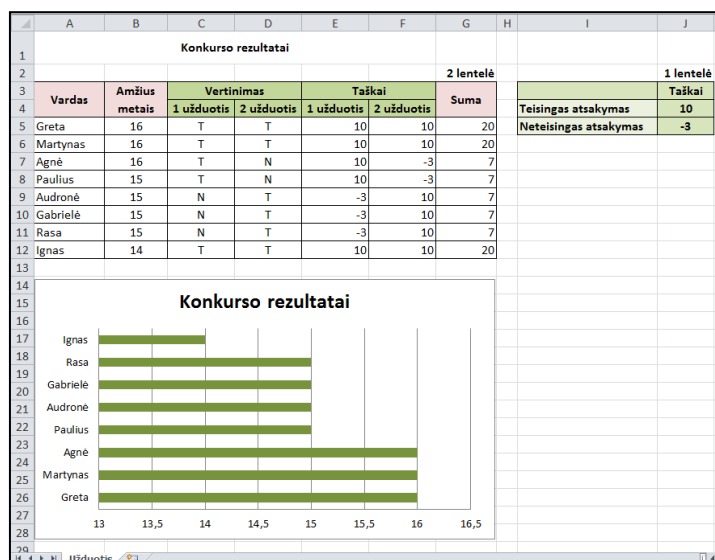 A B C D E F G H I J
1 Konkurso rezultatai
2 2 lentelė 1 lentelė
3 Vardas Amžius metais Vertinimas Taškai Suma Taškai
4 1 užduotis 2 užduotis 1 užduotis 2 užduotis Teisingas atsakymas 10
5 Greta 16 T T 10 10 20 Neteisingas atsakymas -3
6 Martynas 16 T T 10 10 20
7 Agnė 16 T N 10 -3 7
8 Paulius 15 T N 10 -3 7
9 Audronė 15 N T -3 10 7
10 Gabrielė 15 N T -3 10 7
11 Rasa 15 N T -3 10 7
12 Ignas 14 T T 10 10 20
13
14
15 Konkurso rezultatai
16
17 Ignas
18 Rasa
19
20 Gabrielė
21 Audronė
22 Paulius
23 Agnė
24
25 Martynas
26 Greta
27
28 13 13,5 14 14,5 15 15,5 16 16,5
29
Užduotis